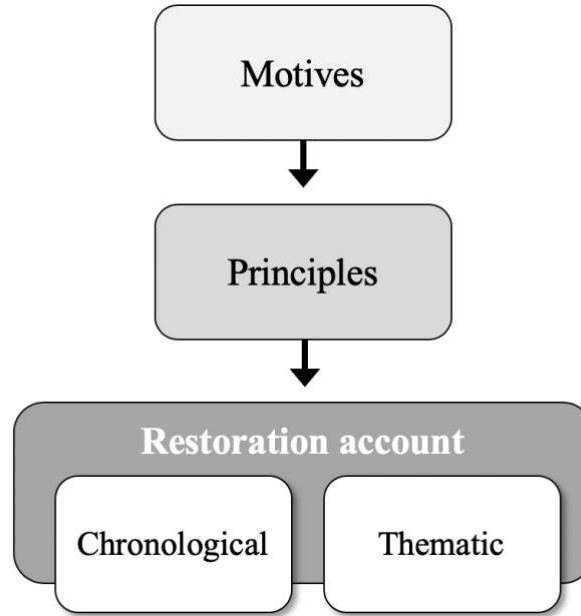 Motives
Principles
Restoration account
Chronological
Thematic